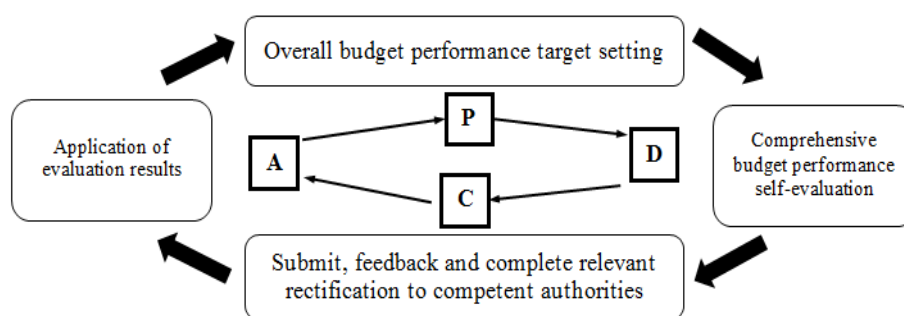 Overall budget performance target setting
Application of
evaluation results
P
A
D
C
Comprehensive
budget performance
self-evaluation
Submit, feedback and complete relevant
rectification to competent authorities